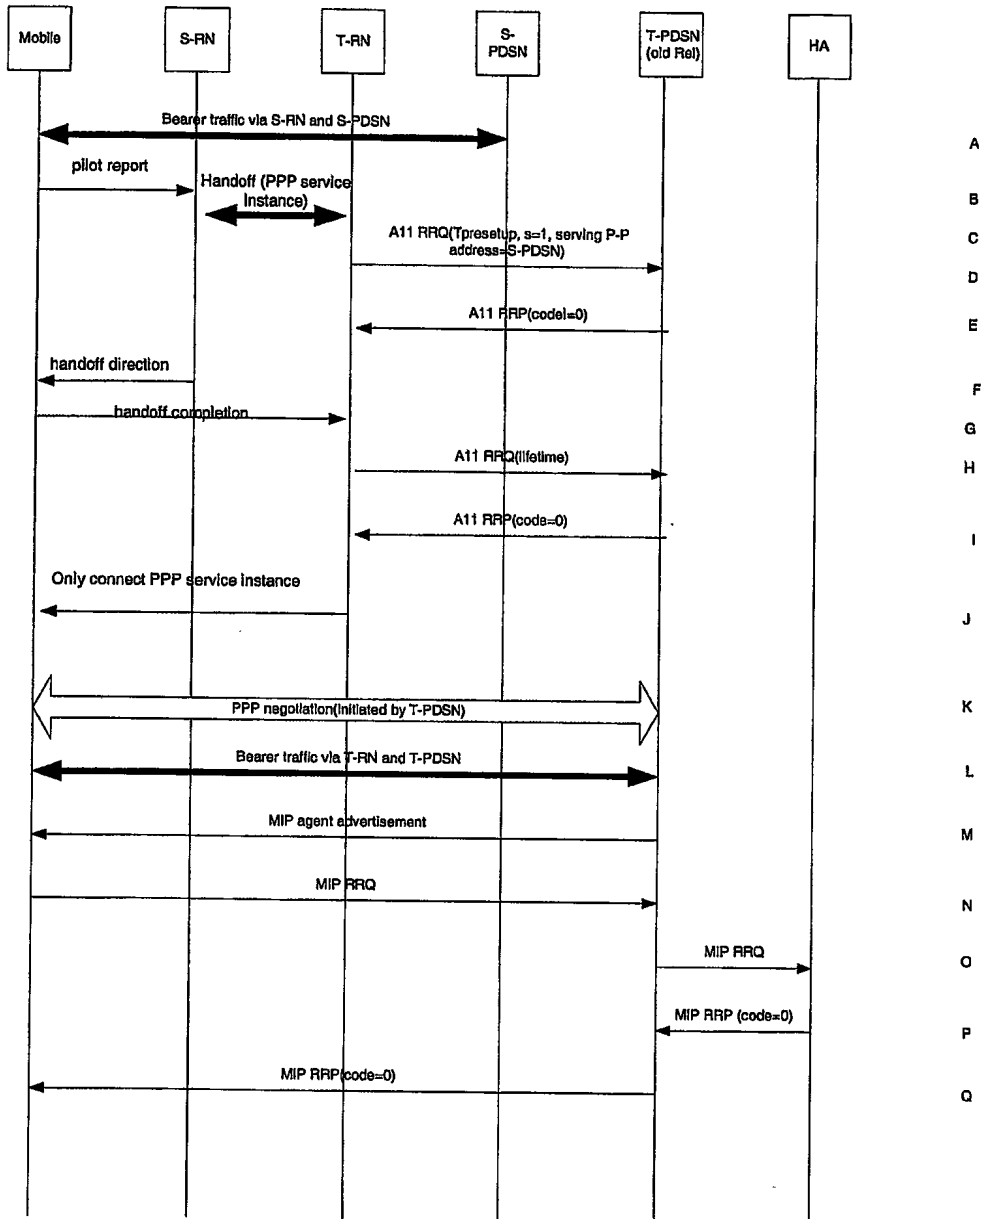 Mobile
S-RN
T-RN
S-
PDSN
T-PDSN
(old Rel)
HA
Bearer traffic via S-RN and S-PDSN
A
pilot report
B
Handoff (PPP service
Instance)
C
A11 RRQ(Tpresetup, s=1, serving P-P
address=S-PDSN)
D
A11 RRP(code!=0)
E
handoff direction
F
handoff completion
G
A11 RRQ(lifetime)
H
A11 RRP(code=0)
I
Only connect PPP service instance
J
PPP negotiation(initiated by T-PDSN)
K
Bearer traffic via T-RN and T-PDSN
L
MIP agent advertisement
M
MIP RRQ
N
MIP RRQ
O
MIP RRP (code=0)
P
MIP RRP(code=0)
Q